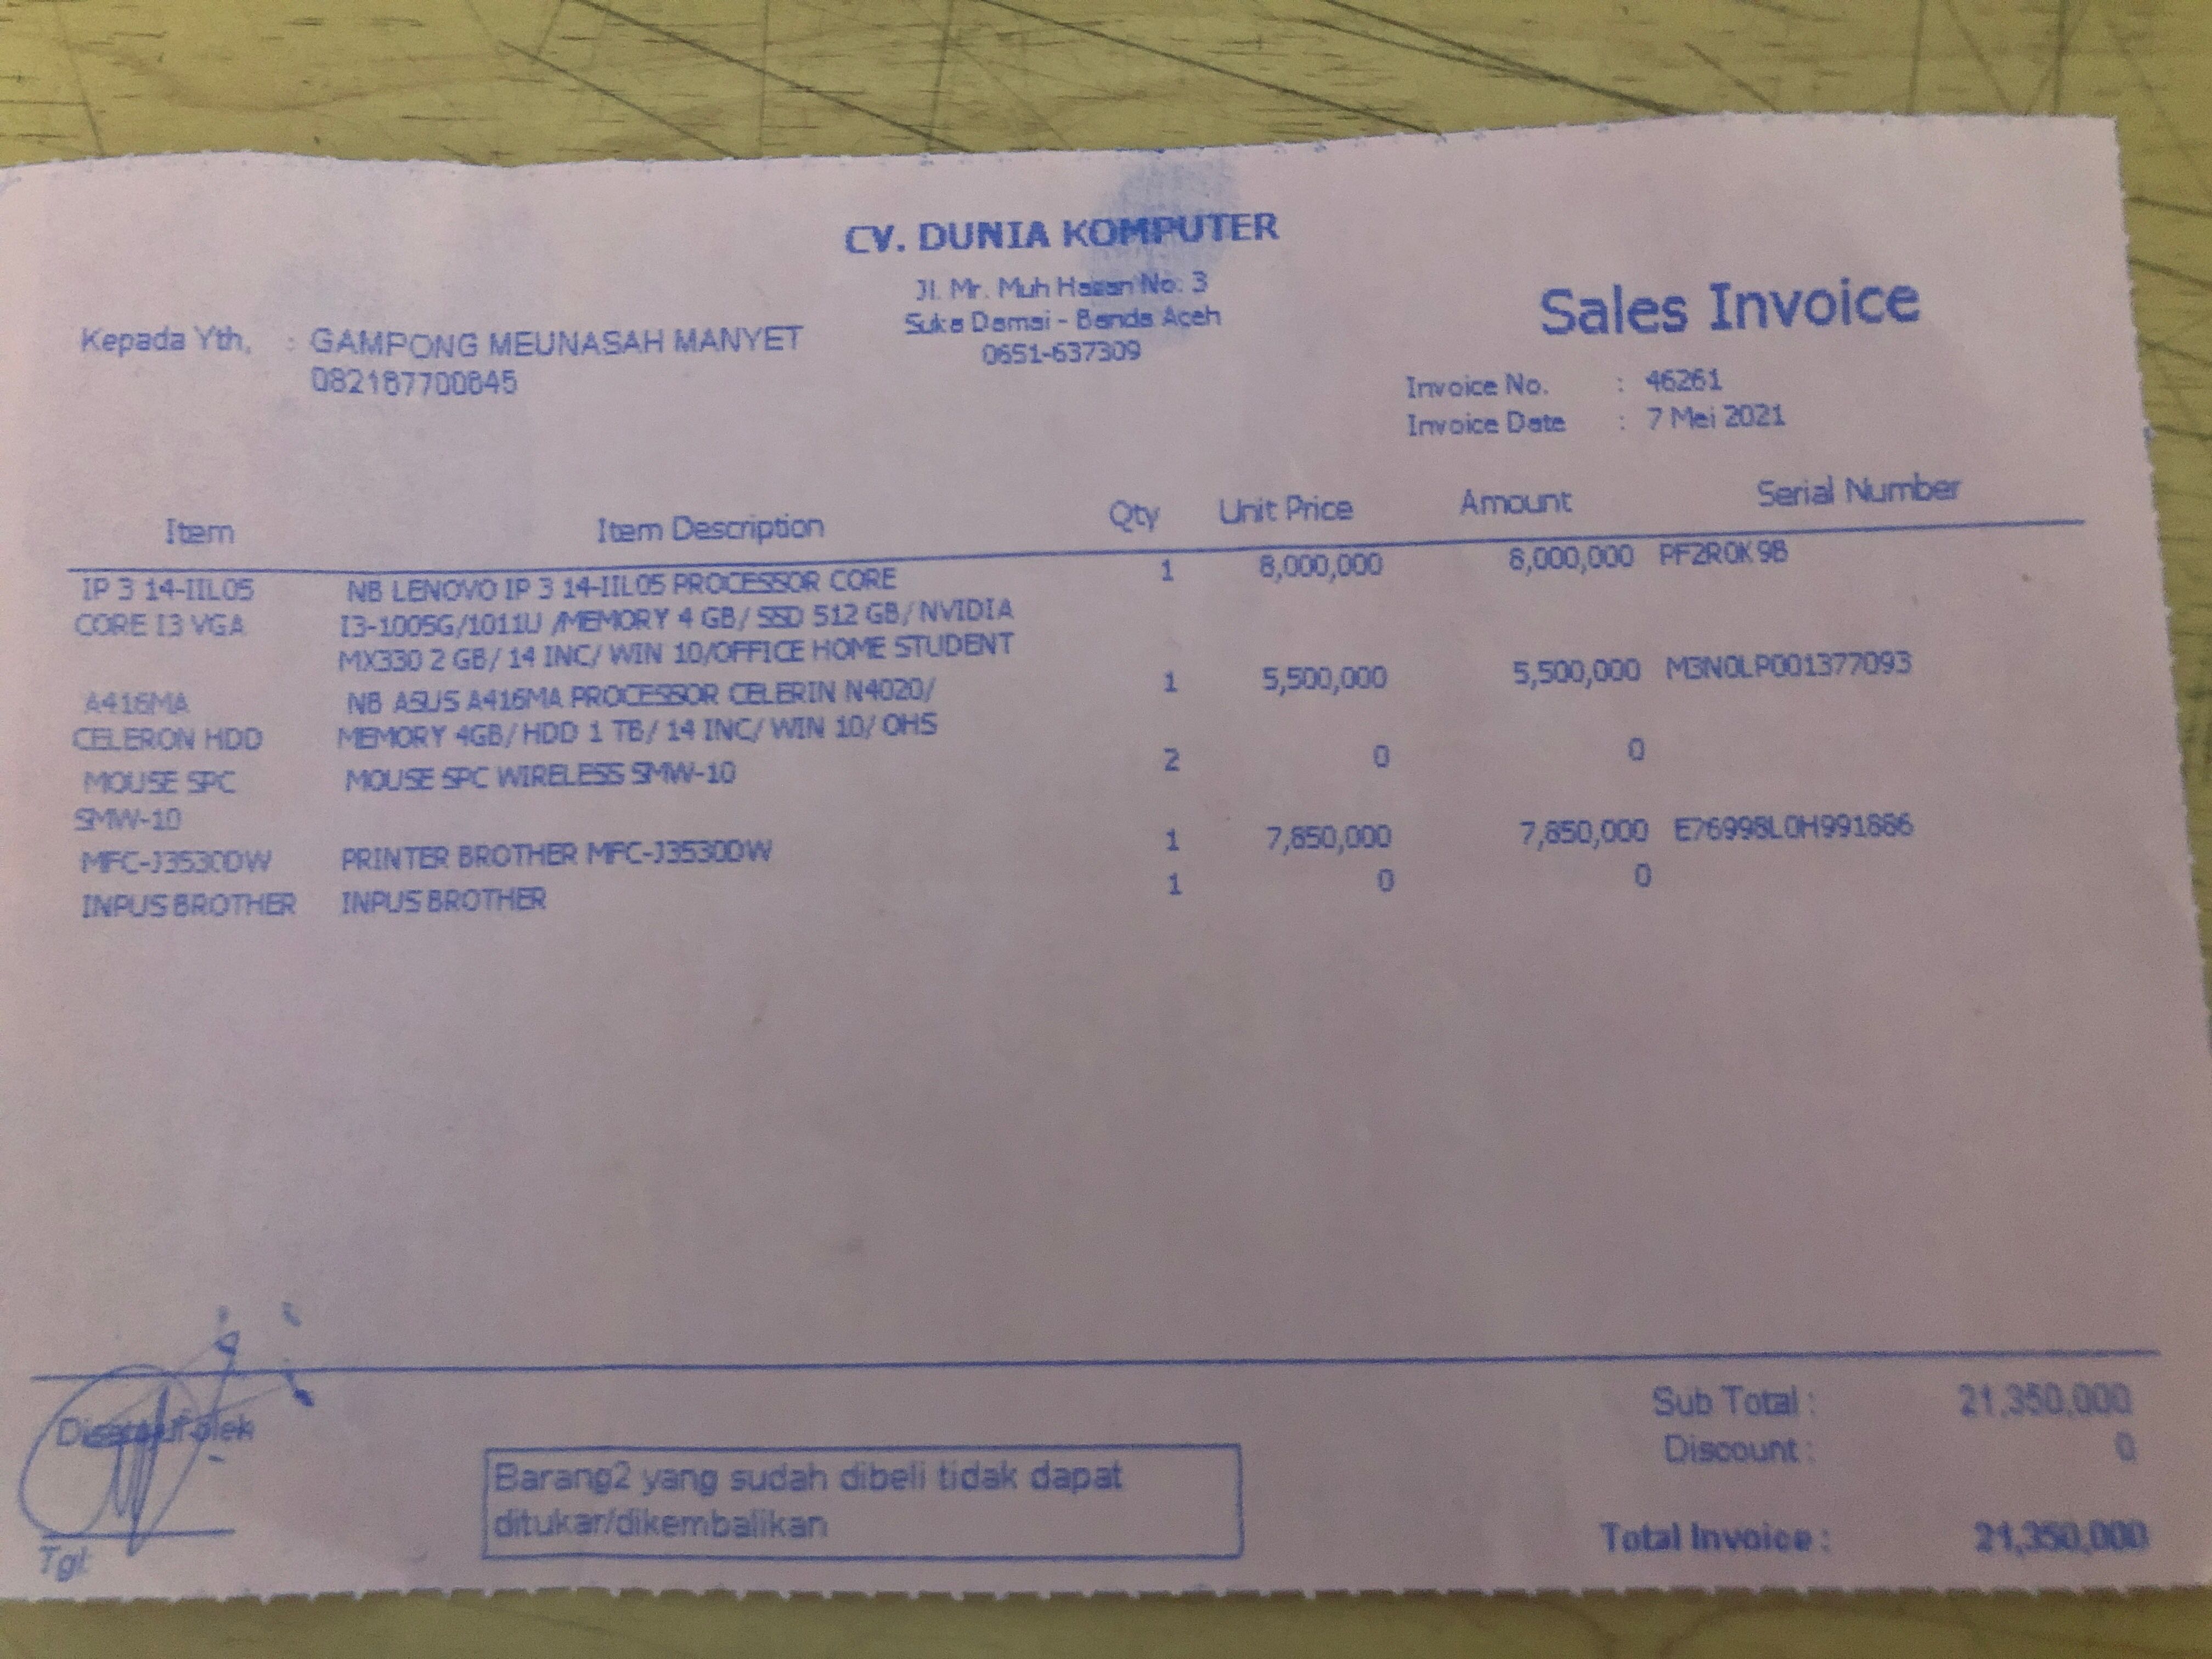 CV. DUNIA KOMPUTER
Jl. Mr. Muh Hasan No. 3
Suka Damai - Banda Aceh
0651-637309
Sales Invoice
Kepada Yth, : GAMPONG MEUNASAH MANYET
082187700845
Invoice No. : 46261
Invoice Date : 7 Mei 2021
Item Item Description Qty Unit Price Amount Serial Number
IP 3 14-IIL05 NB LENOVO IP 3 14-IIL05 PROCESSOR CORE 1 8,000,000 8,000,000 PF2R0K98
CORE I3 VGA I3-1005G/1011U /MEMORY 4 GB/ SSD 512 GB/ NVIDIA
MX330 2 GB/ 14 INC/ WIN 10/OFFICE HOME STUDENT
A416MA NB ASUS A416MA PROCESSOR CELERIN N4020/ 1 5,500,000 5,500,000 M3N0LP001377093
CELERON HDD MEMORY 4GB/ HDD 1 TB/ 14 INC/ WIN 10/ OHS
MOUSE SPC MOUSE SPC WIRELESS SMW-10 2 0 0
SMW-10
MFC-J3530DW PRINTER BROTHER MFC-J3530DW 1 7,850,000 7,850,000 E76998L0H991886
INPUS BROTHER INPUS BROTHER 1 0 0
Sub Total : 21,350,000
Discount : 0
Total Invoice : 21,350,000
oleh
Tgl:
Barang2 yang sudah dibeli tidak dapat
ditukar/dikembalikan